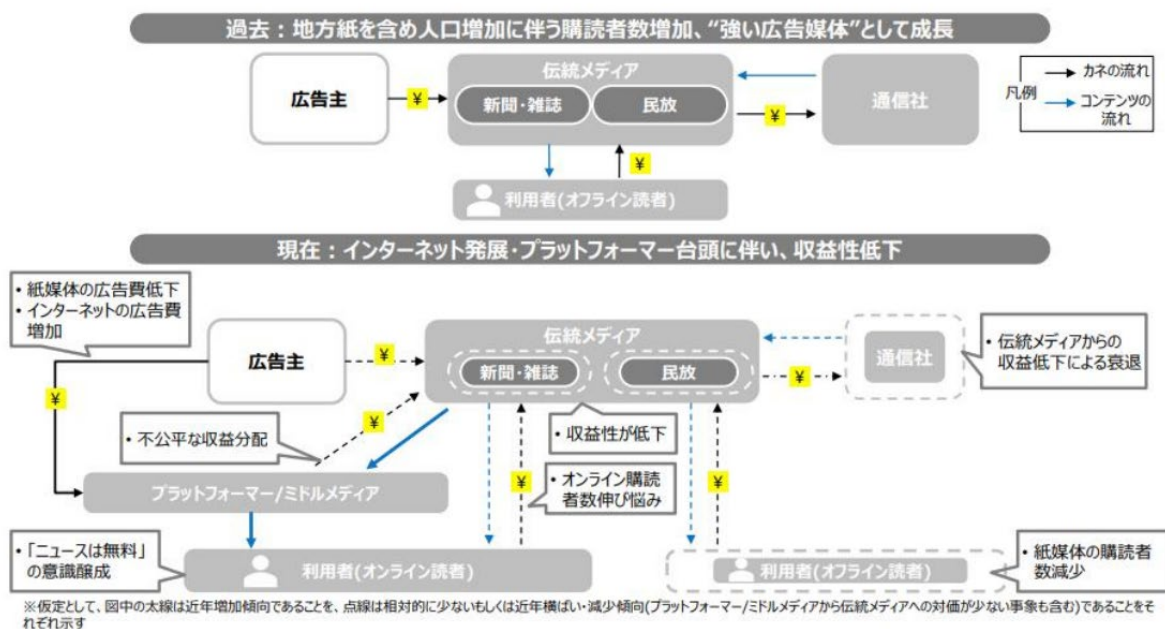 過去：地方紙を含め人口増加に伴う購読者数増加、“強い広告媒体”として成長
広告主
¥
伝統メディア
新聞・雑誌
民放
¥
通信社
凡例
カネの流れ
コンテンツの
流れ
¥
利用者(オフライン読者)
現在：インターネット発展・プラットフォーマー台頭に伴い、収益性低下
・紙媒体の広告費低下
・インターネットの広告費
増加
広告主
¥
伝統メディア
新聞・雑誌
民放
¥
通信社
・伝統メディアからの
収益低下による衰退
¥
・不公平な収益分配
¥
・収益性が低下
プラットフォーマー/ミドルメディア
¥
・オンライン購読
者数伸び悩み
¥
・「ニュースは無料」
の意識醸成
利用者(オンライン読者)
利用者(オフライン読者)
・紙媒体の購読者
数減少
※仮定として、図中の太線は近年増加傾向であることを、点線は相対的に少ないもしくは近年横ばい・減少傾向(プラットフォーマー/ミドルメディアから伝統メディアへの対価が少ない事象も含む)であることをそ
れぞれ示す